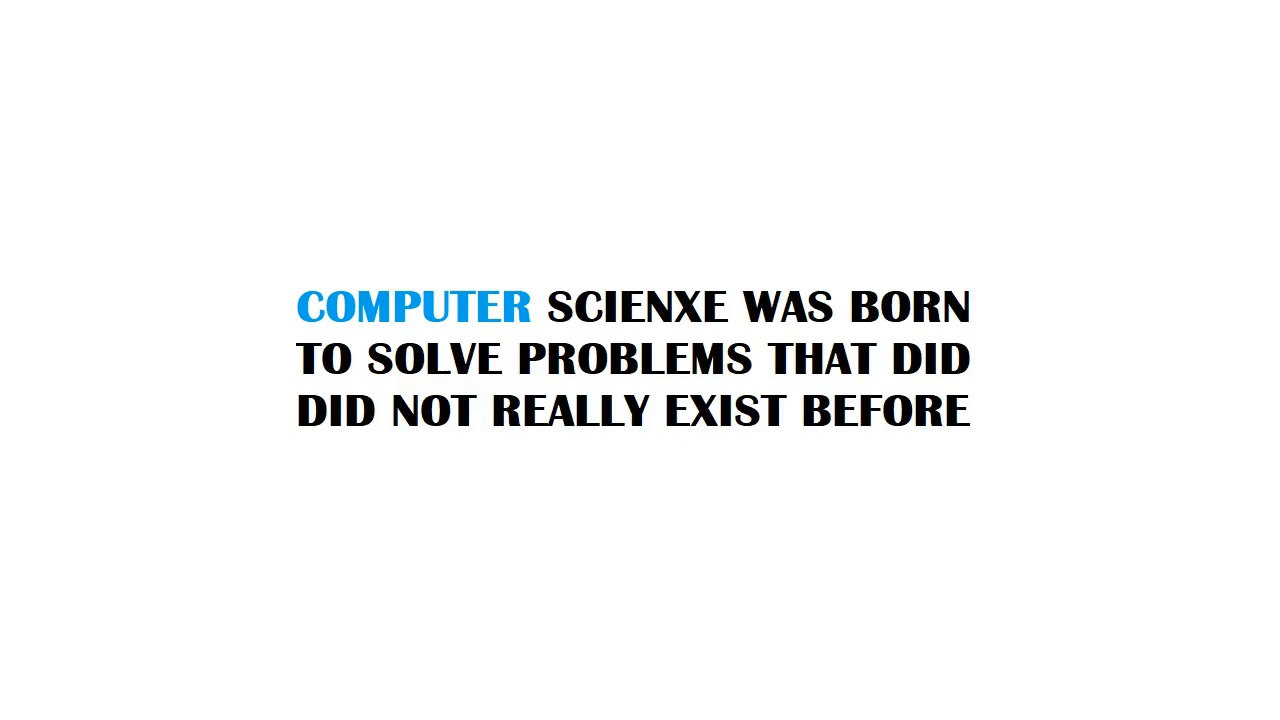 COMPUTER SCIENXE WAS BORN
TO SOLVE PROBLEMS THAT DID
DID NOT REALLY EXIST BEFORE